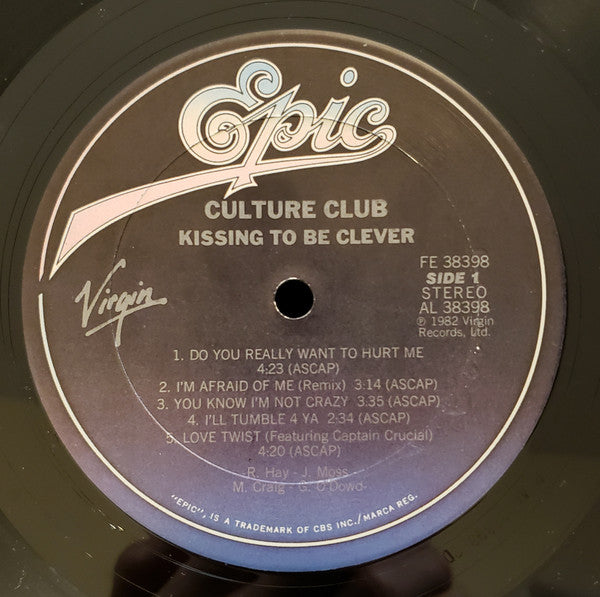 Epic
CULTURE CLUB
KISSING TO BE CLEVER
Virgin
FE 38398
SIDE 1
STEREO
AL 38398
℗ 1982 Virgin
Records, Ltd.
1. DO YOU REALLY WANT TO HURT ME
4:23 (ASCAP)
2. I'M AFRAID OF ME (Remix) 3:14 (ASCAP)
3. YOU KNOW I'M NOT CRAZY 3:35 (ASCAP)
4. I'LL TUMBLE 4 YA 2:34 (ASCAP)
5. LOVE TWIST (Featuring Captain Crucial)
4:20 (ASCAP)
-R. Hay - J. Moss -
M. Craig - G. O'Dowd-
"EPIC", IS A TRADEMARK OF CBS INC./MARCA REG.